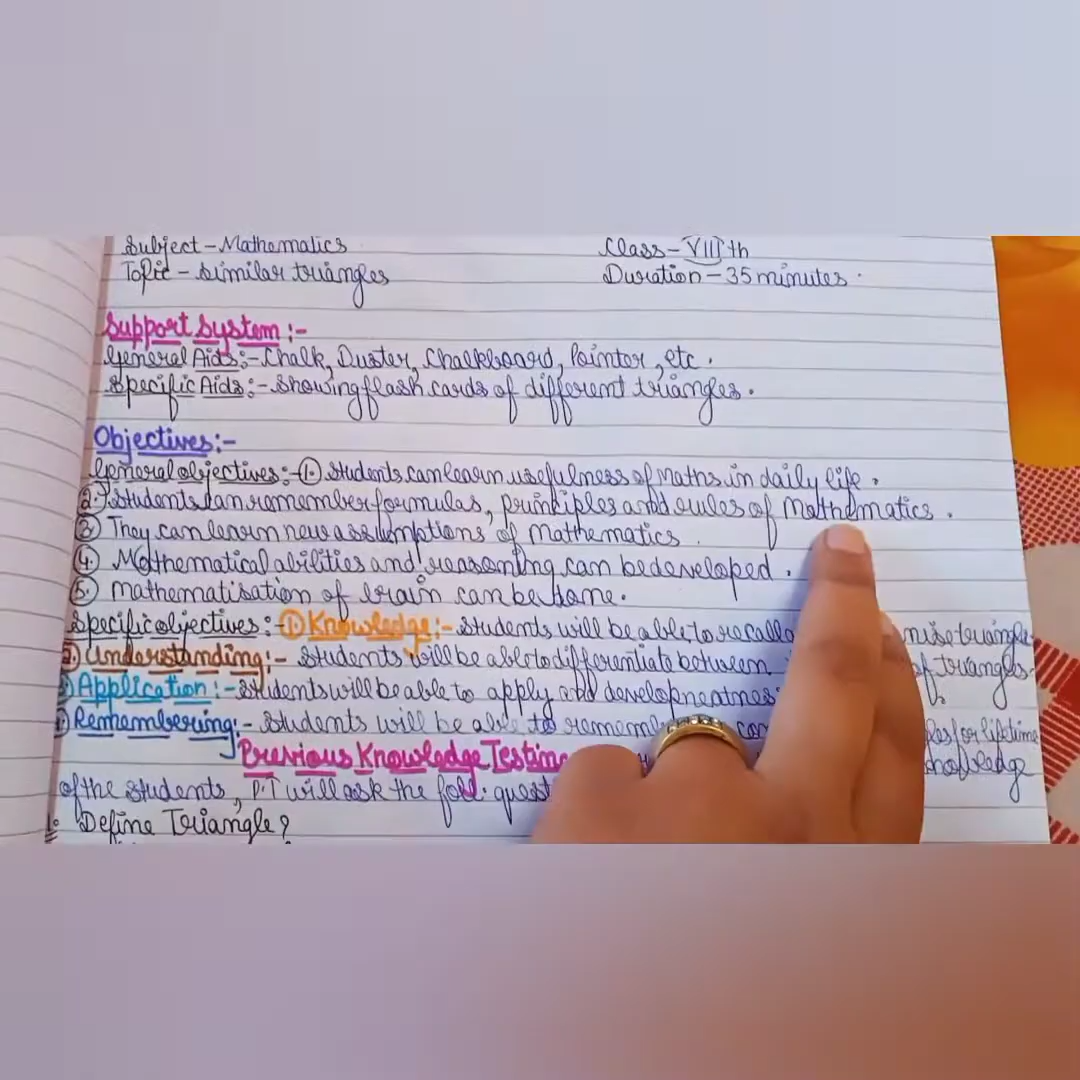 Subject - Mathematics Class - VIII th
Topic - similar triangles Duration - 35 minutes.
Support System :-
General Aids:- Chalk, Duster, Chalkboard, Pointer, etc.
Specific Aids:- Showing flash cards of different triangles.
Objectives:-
General objectives:- 1. Students can learn usefulness of Maths in daily life.
2. Students can remember formulas, principles and rules of Mathematics.
3. They can learn new assumptions of Mathematics.
4. Mathematical abilities and reasoning can be developed.
5. Mathematisation of brain can be done.
Specific objectives:- 1 Knowledge:- Students will be able to recall triangle
2. Understanding:- Students will be able to differentiate between of triangles.
Application:- Students will be able to apply and develop neatness
Remembering:- Students will be able to for lifetime
Previous Knowledge Testing knowledge
of the students, P.T will ask the foll.
Define Triangle?